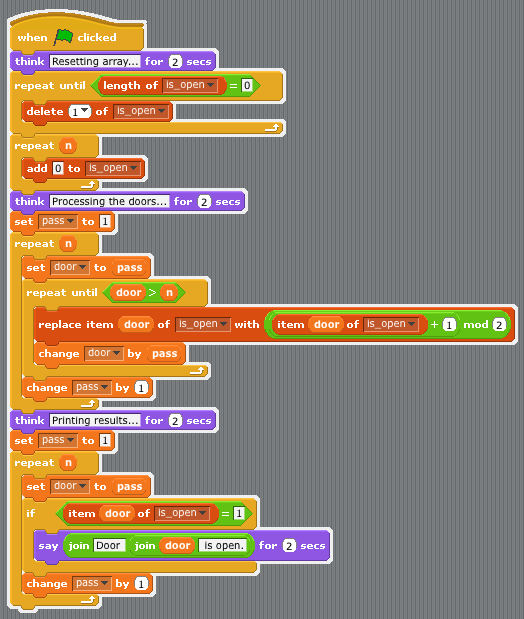 when clicked
think Resetting array... for 2 secs
repeat until length of is_open = 0
delete 1 of is_open
repeat n
add 0 to is_open
think Processing the doors... for 2 secs
set pass to 1
repeat n
set door to pass
repeat until door > n
replace item door of is_open with item door of is_open + 1 mod 2
change door by pass
change pass by 1
think Printing results... for 2 secs
set pass to 1
repeat n
set door to pass
if item door of is_open = 1
say join Door join door is open. for 2 secs
change pass by 1